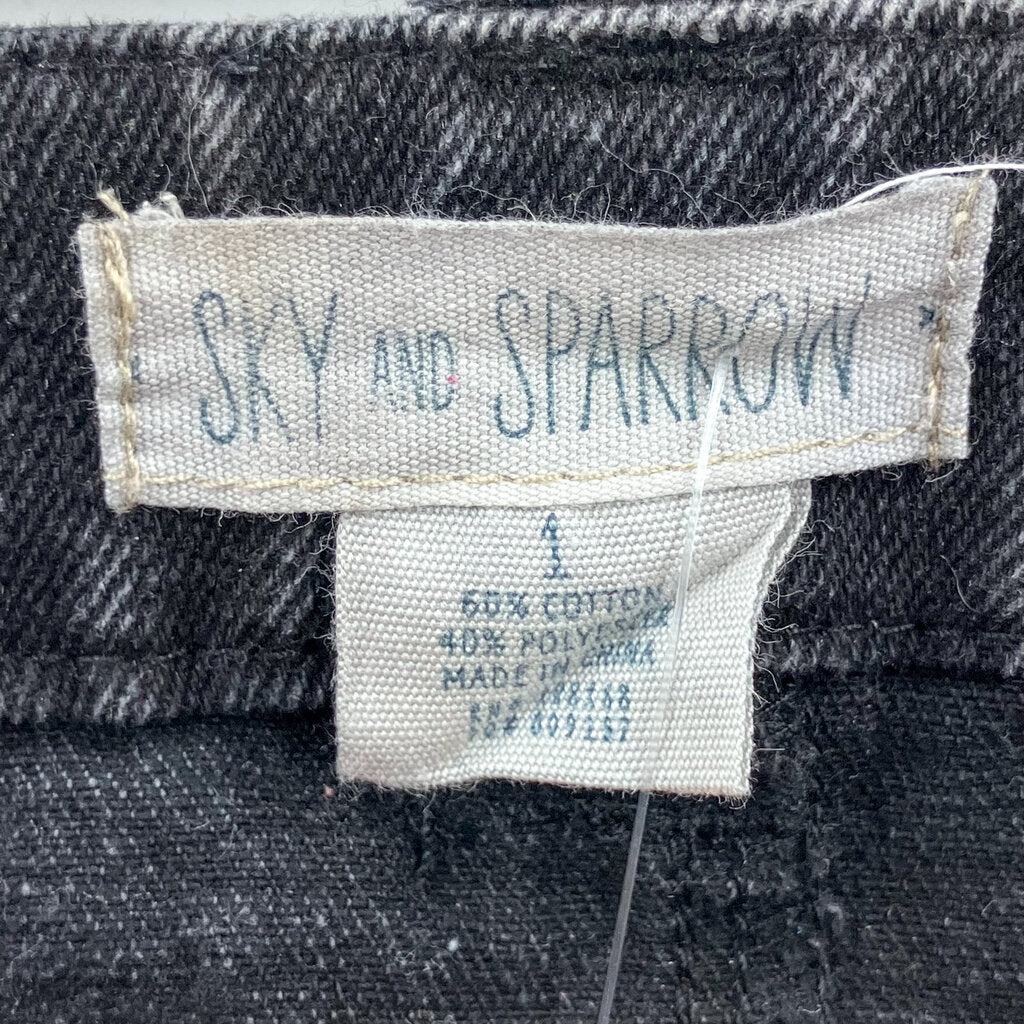 SKY AND SPARROW
1
60% COTTON
40% POLYESTER
MADE IN CHINA